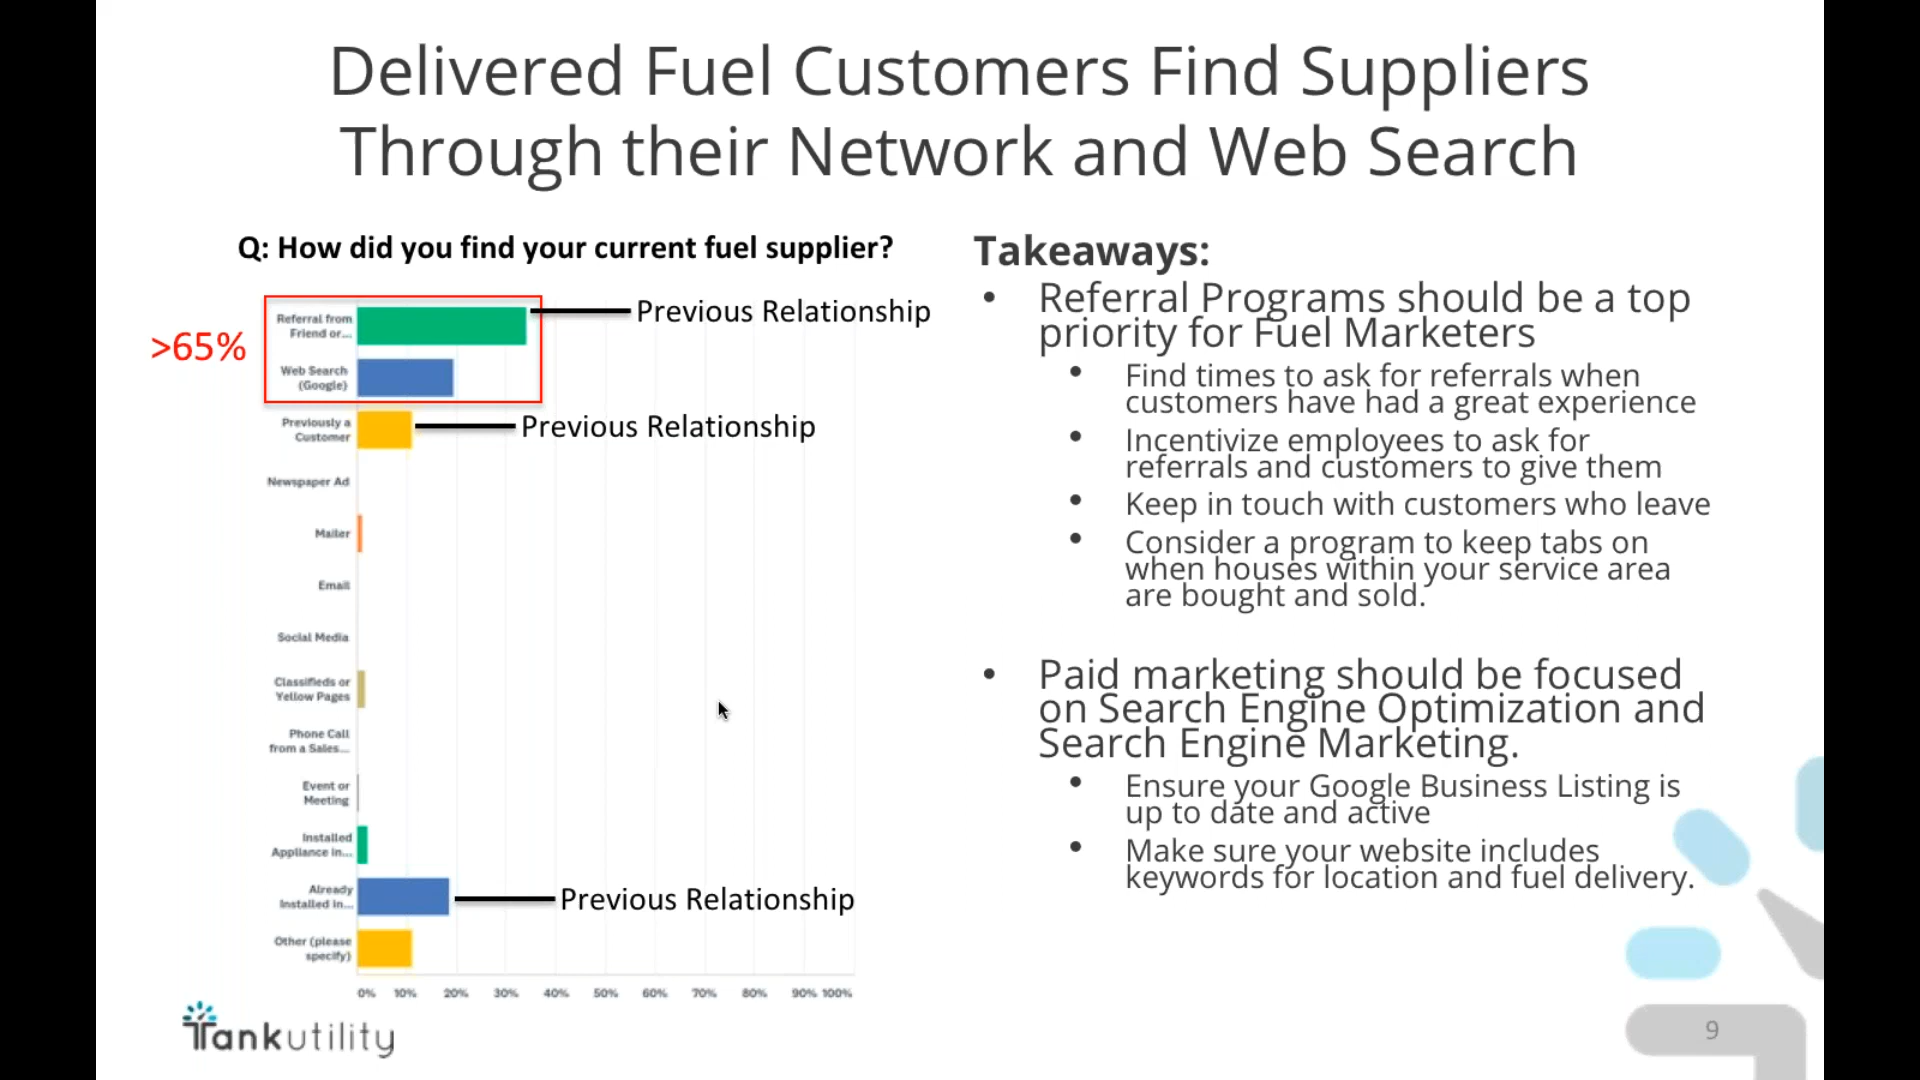 Delivered Fuel Customers Find Suppliers
Through their Network and Web Search
Q: How did you find your current fuel supplier?
>65%
Referral from
Friend or...
Previous Relationship
Web Search
(Google)
Previously a
Customer
Previous Relationship
Newspaper Ad
Mailer
Email
Social Media
Classifieds or
Yellow Pages
Phone Call
from a Sales...
Event or
Meeting
Installed
Appliance in...
Already
Installed in...
Previous Relationship
Other (please
specify)
0% 10% 20% 30% 40% 50% 60% 70% 80% 90% 100%
Takeaways:
• Referral Programs should be a top
priority for Fuel Marketers
• Find times to ask for referrals when
customers have had a great experience
• Incentivize employees to ask for
referrals and customers to give them
• Keep in touch with customers who leave
• Consider a program to keep tabs on
when houses within your service area
are bought and sold.
• Paid marketing should be focused
on Search Engine Optimization and
Search Engine Marketing.
• Ensure your Google Business Listing is
up to date and active
• Make sure your website includes
keywords for location and fuel delivery.
Tankutility
9